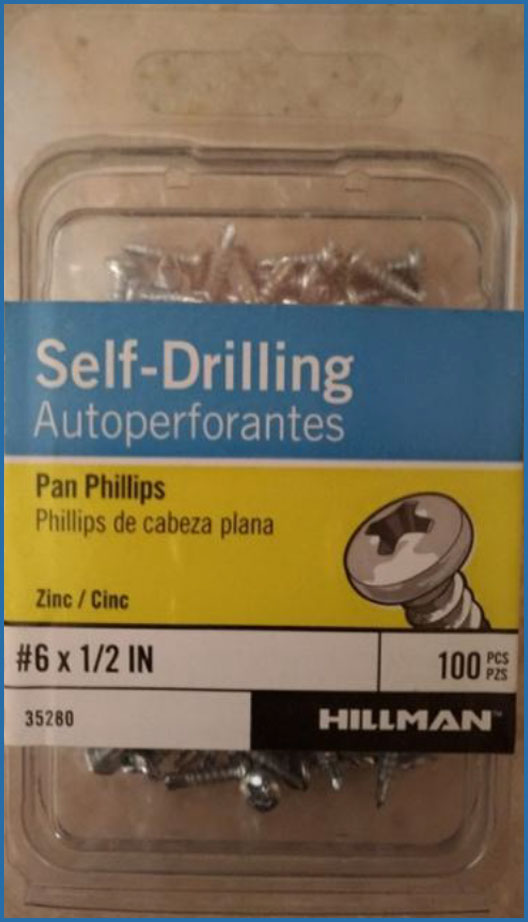 Self-Drilling
Autoperforantes
Pan Phillips
Phillips de cabeza plana
Zinc / Cinc
#6 x 1/2 IN
100 PCS PZS
35280
HILLMAN™